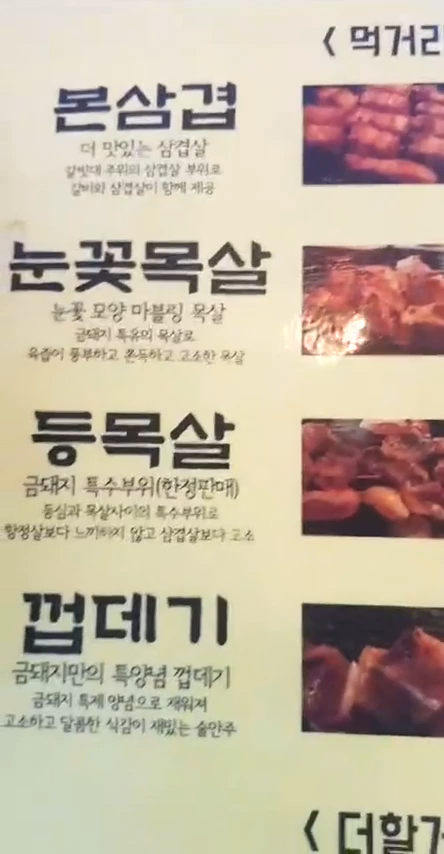 < 먹거리
본삼겹
더 맛있는 삼겹살
갈빗대 주위의 삼겹살 부위로
갈비와 삼겹살이 함께 제공
눈꽃목살
눈꽃 모양 마블링 목살
금돼지 특유의 목살로
육즙이 풍부하고 쫀득하고 고소한 목살
등목살
금돼지 특수부위(한정판매)
등심과 목살사이의 특수부위로
항정살보다 느끼하지 않고 삼겹살보다 고소
껍데기
금돼지만의 특양념 껍데기
금돼지 특제 양념으로 재워져
고소하고 달콤한 식감이 재밌는 술안주
< 더할거